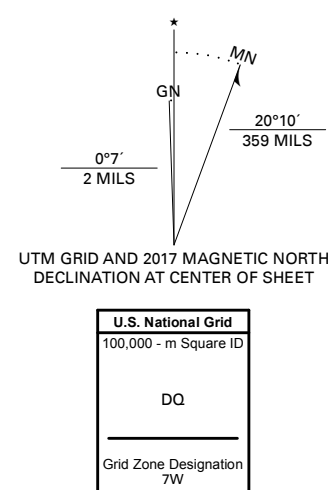 ★
MN
GN
20°10´
359 MILS
0°7´
2 MILS
UTM GRID AND 2017 MAGNETIC NORTH
DECLINATION AT CENTER OF SHEET
U.S. National Grid
100,000 - m Square ID
DQ
Grid Zone Designation
7W